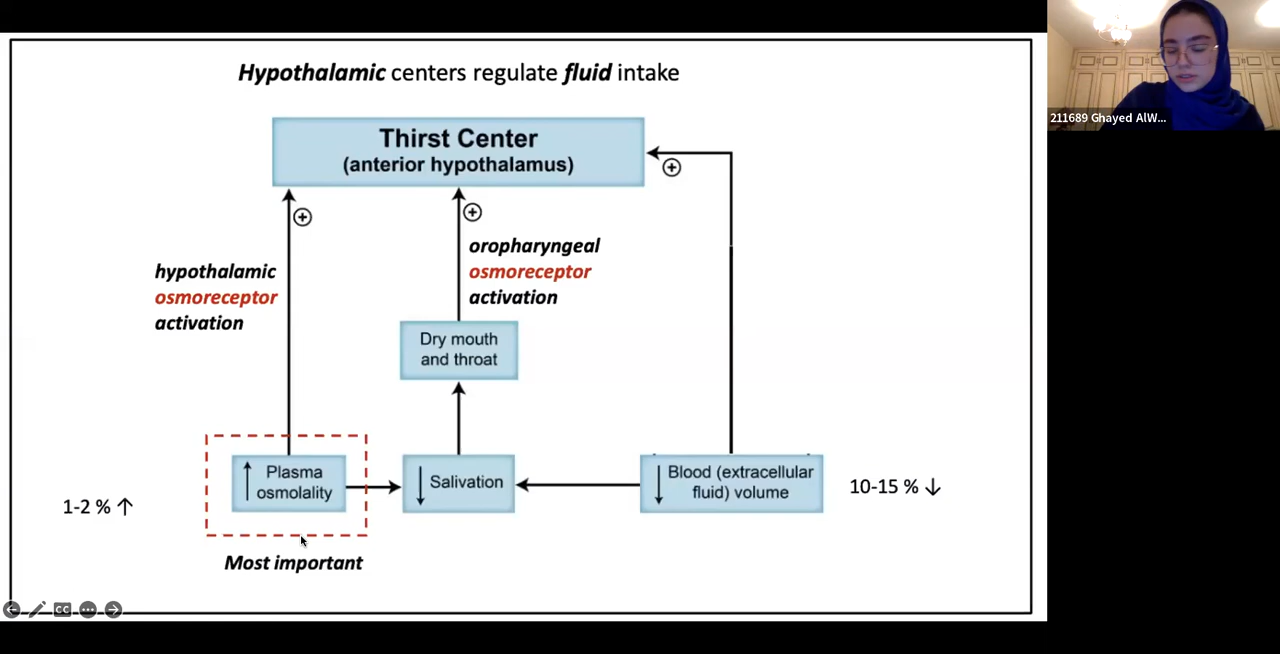 Hypothalamic centers regulate fluid intake
Thirst Center
(anterior hypothalamus)
+
+
+
hypothalamic
osmoreceptor
activation
oropharyngeal
osmoreceptor
activation
Dry mouth
and throat
↑ Plasma
osmolality
↓ Salivation
↓ Blood (extracellular
fluid) volume
1-2 % ↑
10-15 % ↓
Most important
CC
211689 Ghayed AlW...